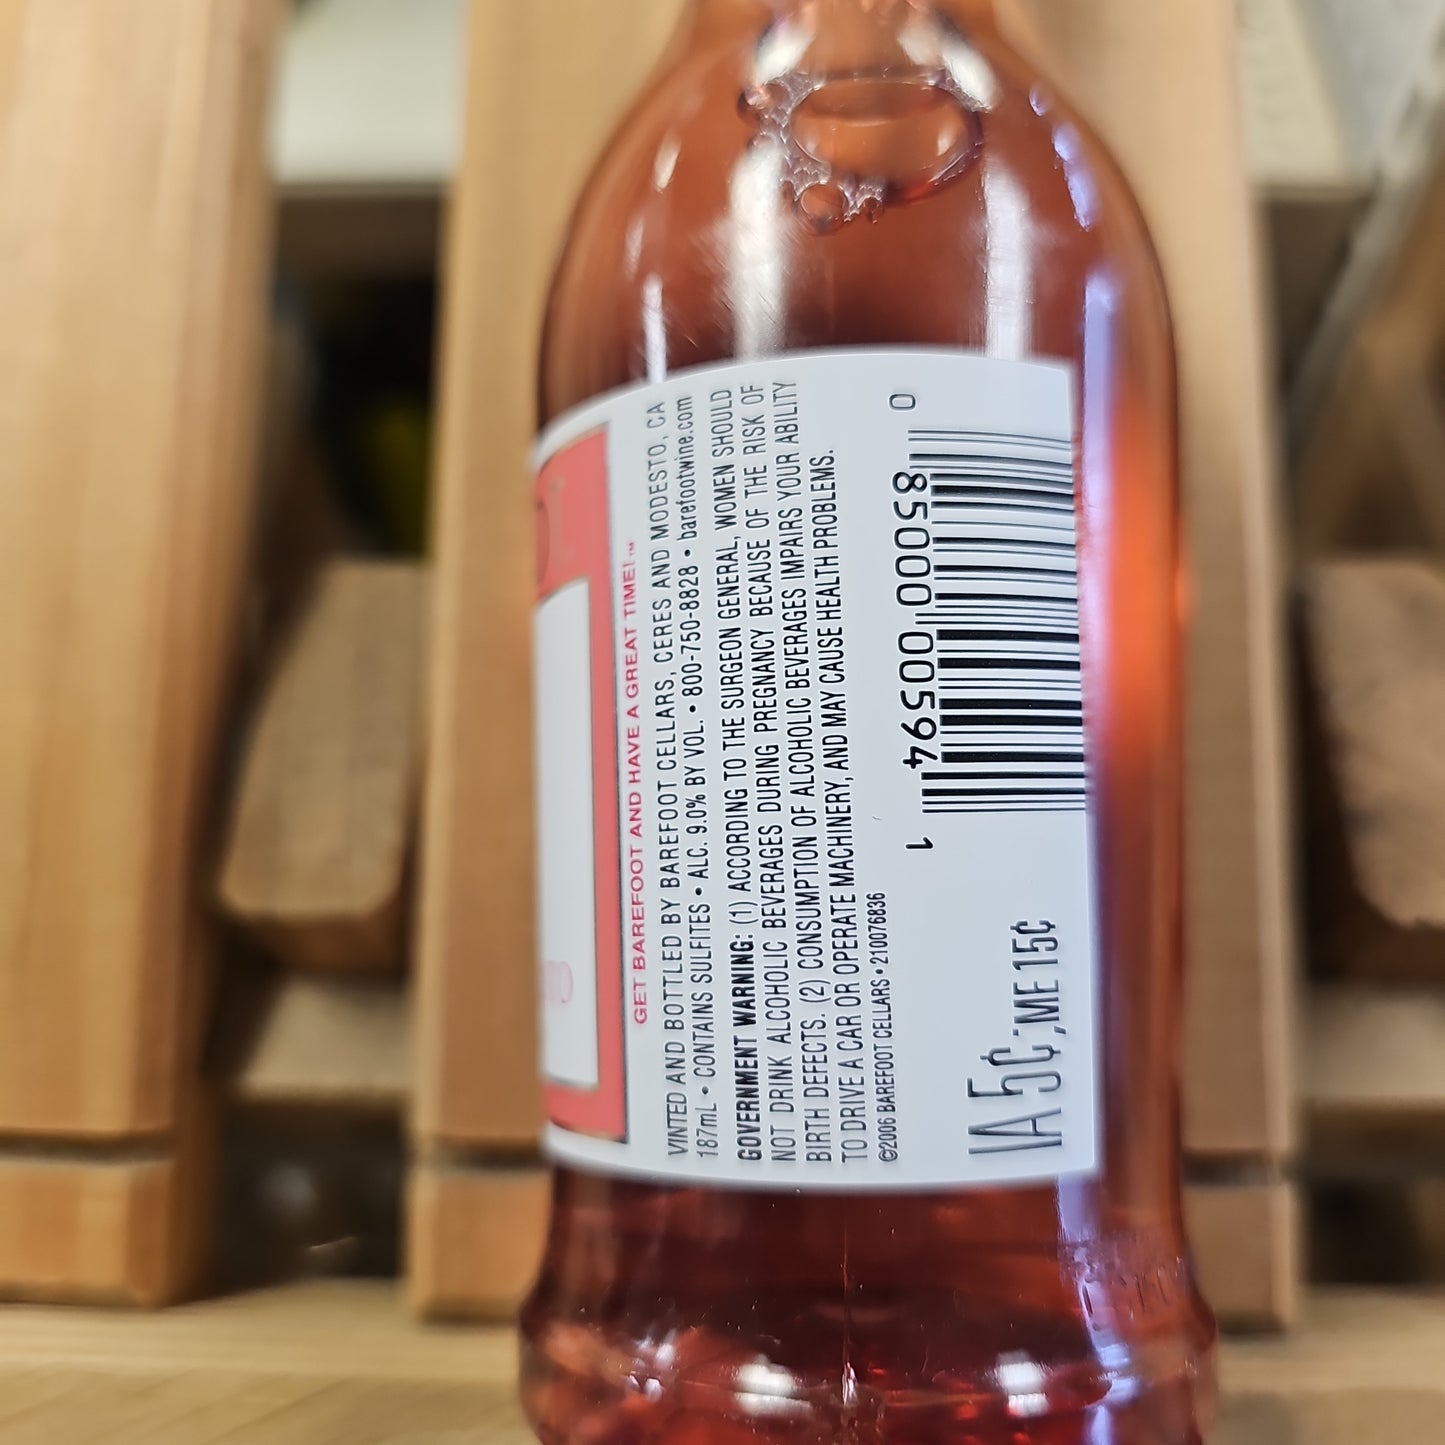 GET BAREFOOT AND HAVE A GREAT TIME!™
VINTED AND BOTTLED BY BAREFOOT CELLARS, CERES AND MODESTO, CA
187mL • CONTAINS SULFITES • ALC. 9.0% BY VOL. • 800-750-8828 • barefootwine.com
GOVERNMENT WARNING: (1) ACCORDING TO THE SURGEON GENERAL, WOMEN SHOULD
NOT DRINK ALCOHOLIC BEVERAGES DURING PREGNANCY BECAUSE OF THE RISK OF
BIRTH DEFECTS. (2) CONSUMPTION OF ALCOHOLIC BEVERAGES IMPAIRS YOUR ABILITY
TO DRIVE A CAR OR OPERATE MACHINERY, AND MAY CAUSE HEALTH PROBLEMS.
©2006 BAREFOOT CELLARS • 210076836
0 85000 00594 1
IA 5¢ ME 15¢